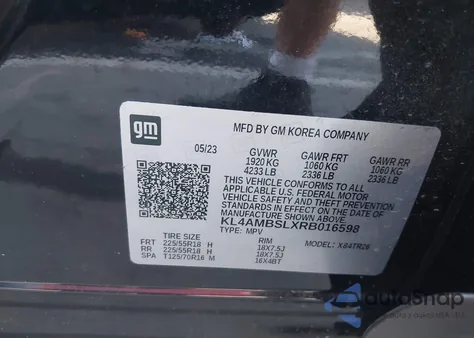 gm
MFD BY GM KOREA COMPANY
05/23 GVWR GAWR FRT GAWR RR
1920 KG 1060 KG 1060 KG
4233 LB 2336 LB 2336 LB
THIS VEHICLE CONFORMS TO ALL
APPLICABLE U.S. FEDERAL MOTOR
VEHICLE SAFETY AND THEFT
PREVENTION STANDARDS IN
EFFECT ON THE DATE OF
MANUFACTURE SHOWN ABOVE.
KL4AMBSLXRB016598
TYPE: MPV MODEL: X84TR26
TIRE SIZE RIM
FRT 225/55R18 H 18X7.5J
RR 225/55R18 H 18X7.5J
SPA T125/70R16 M 16X4BT
autosnap